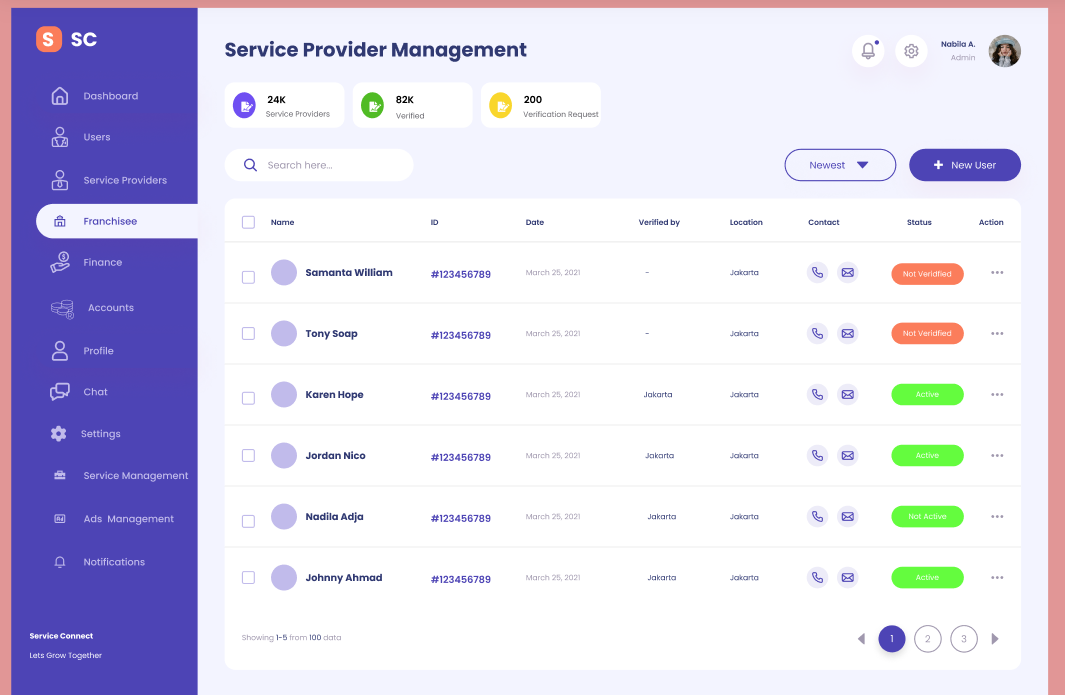 S SC
Dashboard
Users
Service Providers
Franchisee
Finance
Accounts
Profile
Chat
Settings
Service Management
Ads Management
Notifications
Service Connect
Lets Grow Together
Service Provider Management
Nabila A.
Admin
24K
Service Providers
82K
Verified
200
Verification Request
Search here...
Newest
+ New User
Name ID Date Verified by Location Contact Status Action
Samanta William #123456789 March 25, 2021 - Jakarta Not Veridfied
Tony Soap #123456789 March 25, 2021 - Jakarta Not Veridfied
Karen Hope #123456789 March 25, 2021 Jakarta Jakarta Active
Jordan Nico #123456789 March 25, 2021 Jakarta Jakarta Active
Nadila Adja #123456789 March 25, 2021 Jakarta Jakarta Not Active
Johnny Ahmad #123456789 March 25, 2021 Jakarta Jakarta Active
Showing 1-5 from 100 data
1 2 3